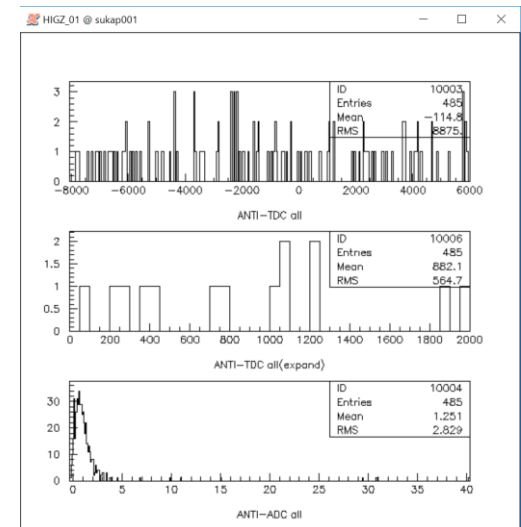 HIGZ_01 @ sukap001
ID 10003
Entries 485
Mean −114.8
RMS 8875.
3
2
1
0
−8000 −6000 −4000 −2000 0 2000 4000 6000
ANTI−TDC all
ID 10006
Entries 485
Mean 882.1
RMS 564.7
2
1.5
1
0.5
0
0 200 400 600 800 1000 1200 1400 1600 1800 2000
ANTI−TDC all(expand)
ID 10004
Entries 485
Mean 1.251
RMS 2.829
30
20
10
0
0 5 10 15 20 25 30 35 40
ANTI−ADC all